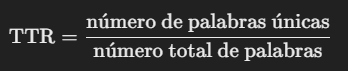 TTR = número de palabras únicas
número total de palabras